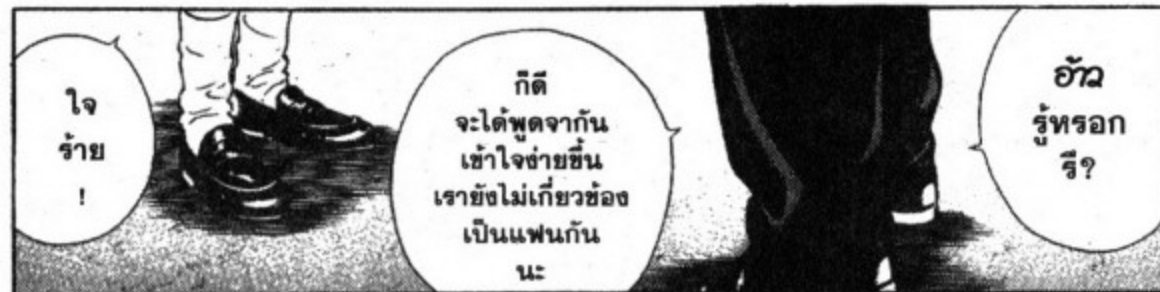 อ้าว
รู้หรอก
รึ?
ก็ดี
จะได้พูดจากัน
เข้าใจง่ายขึ้น
เรายังไม่เกี่ยวข้อง
เป็นแฟนกัน
นะ
ใจ
ร้าย
!